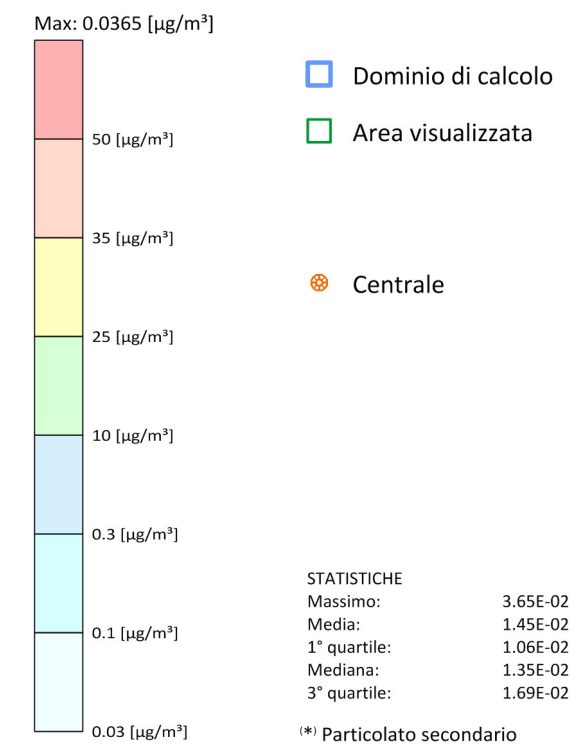 Max: 0.0365 [µg/m³]
50 [µg/m³]
35 [µg/m³]
25 [µg/m³]
10 [µg/m³]
0.3 [µg/m³]
0.1 [µg/m³]
0.03 [µg/m³]
Dominio di calcolo
Area visualizzata
Centrale
STATISTICHE
Massimo: 3.65E-02
Media: 1.45E-02
1° quartile: 1.06E-02
Mediana: 1.35E-02
3° quartile: 1.69E-02
(*) Particolato secondario